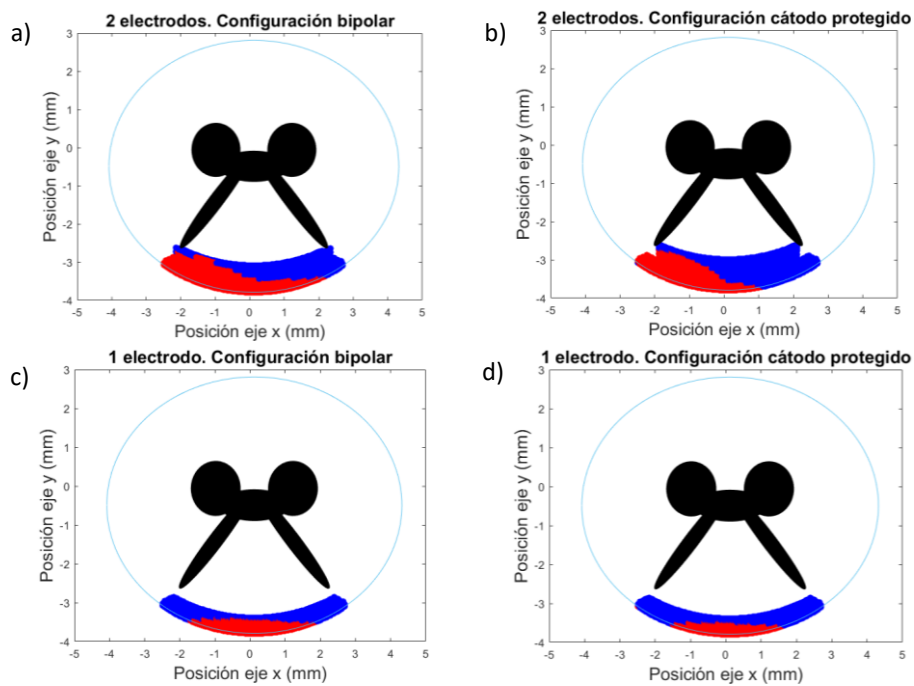 a)
2 electrodos. Configuración bipolar
3
2
1
0
-1
-2
-3
-4
-5 -4 -3 -2 -1 0 1 2 3 4 5
Posición eje y (mm)
Posición eje x (mm)
b)
2 electrodos. Configuración cátodo protegido
3
2
1
0
-1
-2
-3
-4
-5 -4 -3 -2 -1 0 1 2 3 4 5
Posición eje y (mm)
Posición eje x (mm)
c)
1 electrodo. Configuración bipolar
3
2
1
0
-1
-2
-3
-4
-5 -4 -3 -2 -1 0 1 2 3 4 5
Posición eje y (mm)
Posición eje x (mm)
d)
1 electrodo. Configuración cátodo protegido
3
2
1
0
-1
-2
-3
-4
-5 -4 -3 -2 -1 0 1 2 3 4 5
Posición eje y (mm)
Posición eje x (mm)